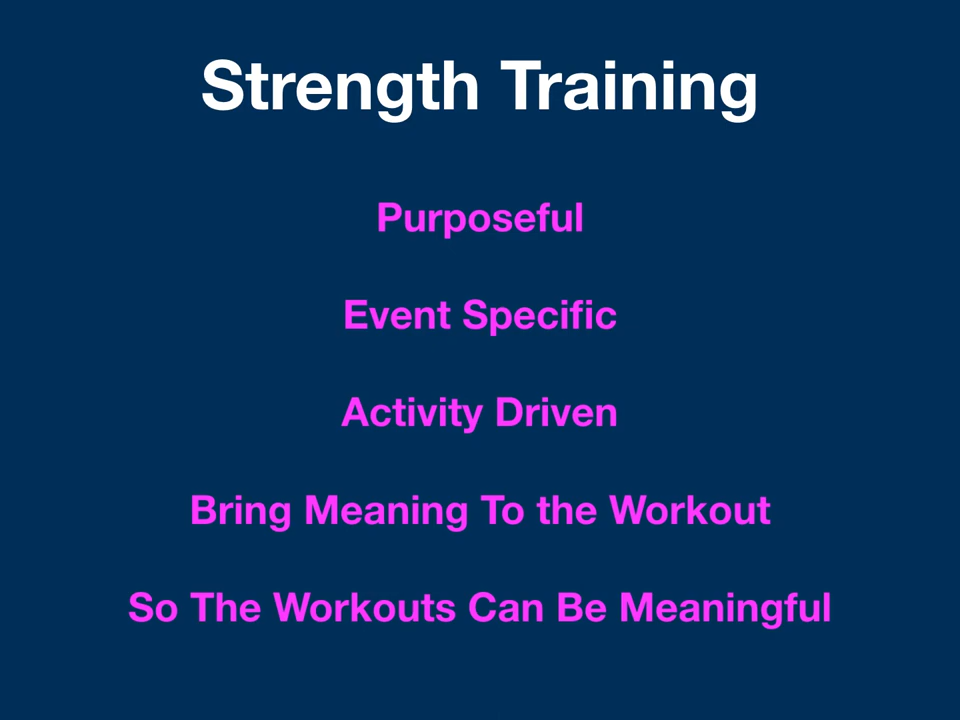 Strength Training
Purposeful
Event Specific
Activity Driven
Bring Meaning To the Workout
So The Workouts Can Be Meaningful